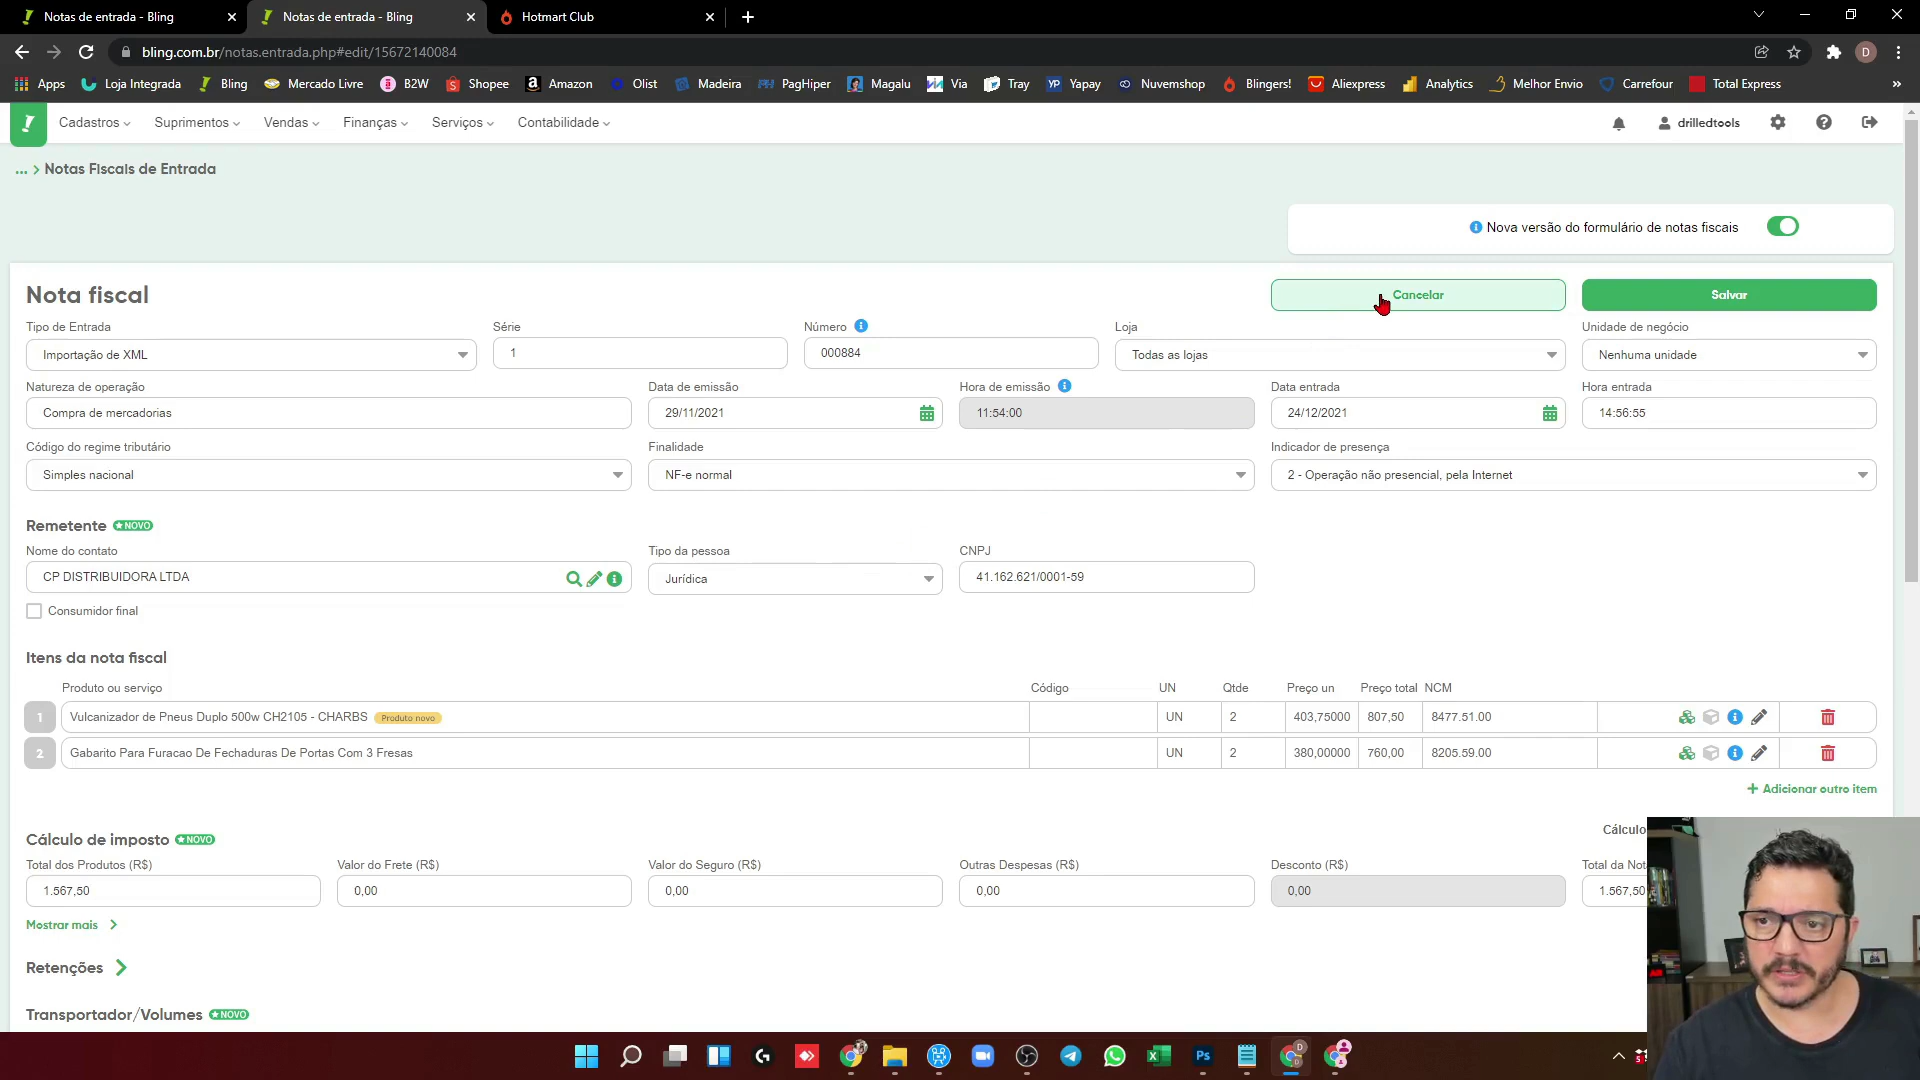 Notas de entrada - Bling
Notas de entrada - Bling
Hotmart Club
bling.com.br/notas.entrada.php#edit/15672140084
D
Apps Loja Integrada Bling Mercado Livre B2W Shopee Amazon Olist Madeira PagHiper Magalu Via Tray Yapay Nuvemshop Blingers! Aliexpress Analytics Melhor Envio Carrefour Total Express »
Cadastros Suprimentos Vendas Finanças Serviços Contabilidade drilledtools
... > Notas Fiscais de Entrada
Nova versão do formulário de notas fiscais
Nota fiscal
Cancelar
Salvar
Tipo de Entrada Série Número Loja Unidade de negócio
Importação de XML 1 000884 Todas as lojas Nenhuma unidade
Natureza de operação Data de emissão Hora de emissão Data entrada Hora entrada
Compra de mercadorias 29/11/2021 11:54:00 24/12/2021 14:56:55
Código do regime tributário Finalidade Indicador de presença
Simples nacional NF-e normal 2 - Operação não presencial, pela Internet
Remetente NOVO
Nome do contato Tipo da pessoa CNPJ
CP DISTRIBUIDORA LTDA Jurídica 41.162.621/0001-59
Consumidor final
Itens da nota fiscal
Produto ou serviço Código UN Qtde Preço un Preço total NCM
1 Vulcanizador de Pneus Duplo 500w CH2105 - CHARBS Produto novo UN 2 403,75000 807,50 8477.51.00
2 Gabarito Para Furacao De Fechaduras De Portas Com 3 Fresas UN 2 380,00000 760,00 8205.59.00
+ Adicionar outro item
Cálculo de imposto NOVO
Cálculo
Total dos Produtos (R$) Valor do Frete (R$) Valor do Seguro (R$) Outras Despesas (R$) Desconto (R$) Total da Not
1.567,50 0,00 0,00 0,00 0,00 1.567,50
Mostrar mais
Retenções
Transportador/Volumes NOVO
Ps